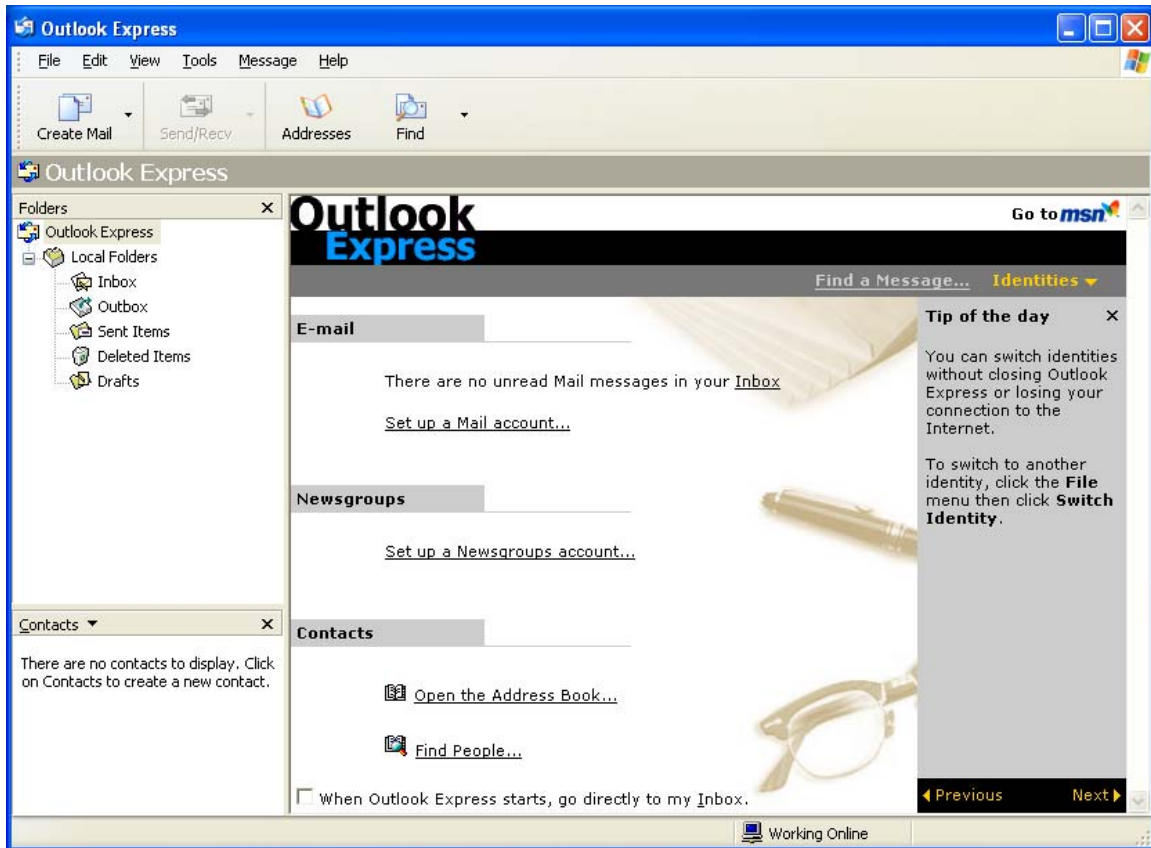 Outlook Express
File Edit View Tools Message Help
Create Mail
Send/Recv
Addresses
Find
Outlook Express
Folders
Outlook Express
Local Folders
Inbox
Outbox
Sent Items
Deleted Items
Drafts
Contacts
There are no contacts to display. Click
on Contacts to create a new contact.
Outlook
Express
Go to msn
Find a Message... Identities
E-mail
There are no unread Mail messages in your Inbox
Set up a Mail account...
Newsgroups
Set up a Newsgroups account...
Contacts
Open the Address Book...
Find People...
When Outlook Express starts, go directly to my Inbox.
Tip of the day
You can switch identities
without closing Outlook
Express or losing your
connection to the
Internet.
To switch to another
identity, click the File
menu then click Switch
Identity.
Previous Next
Working Online